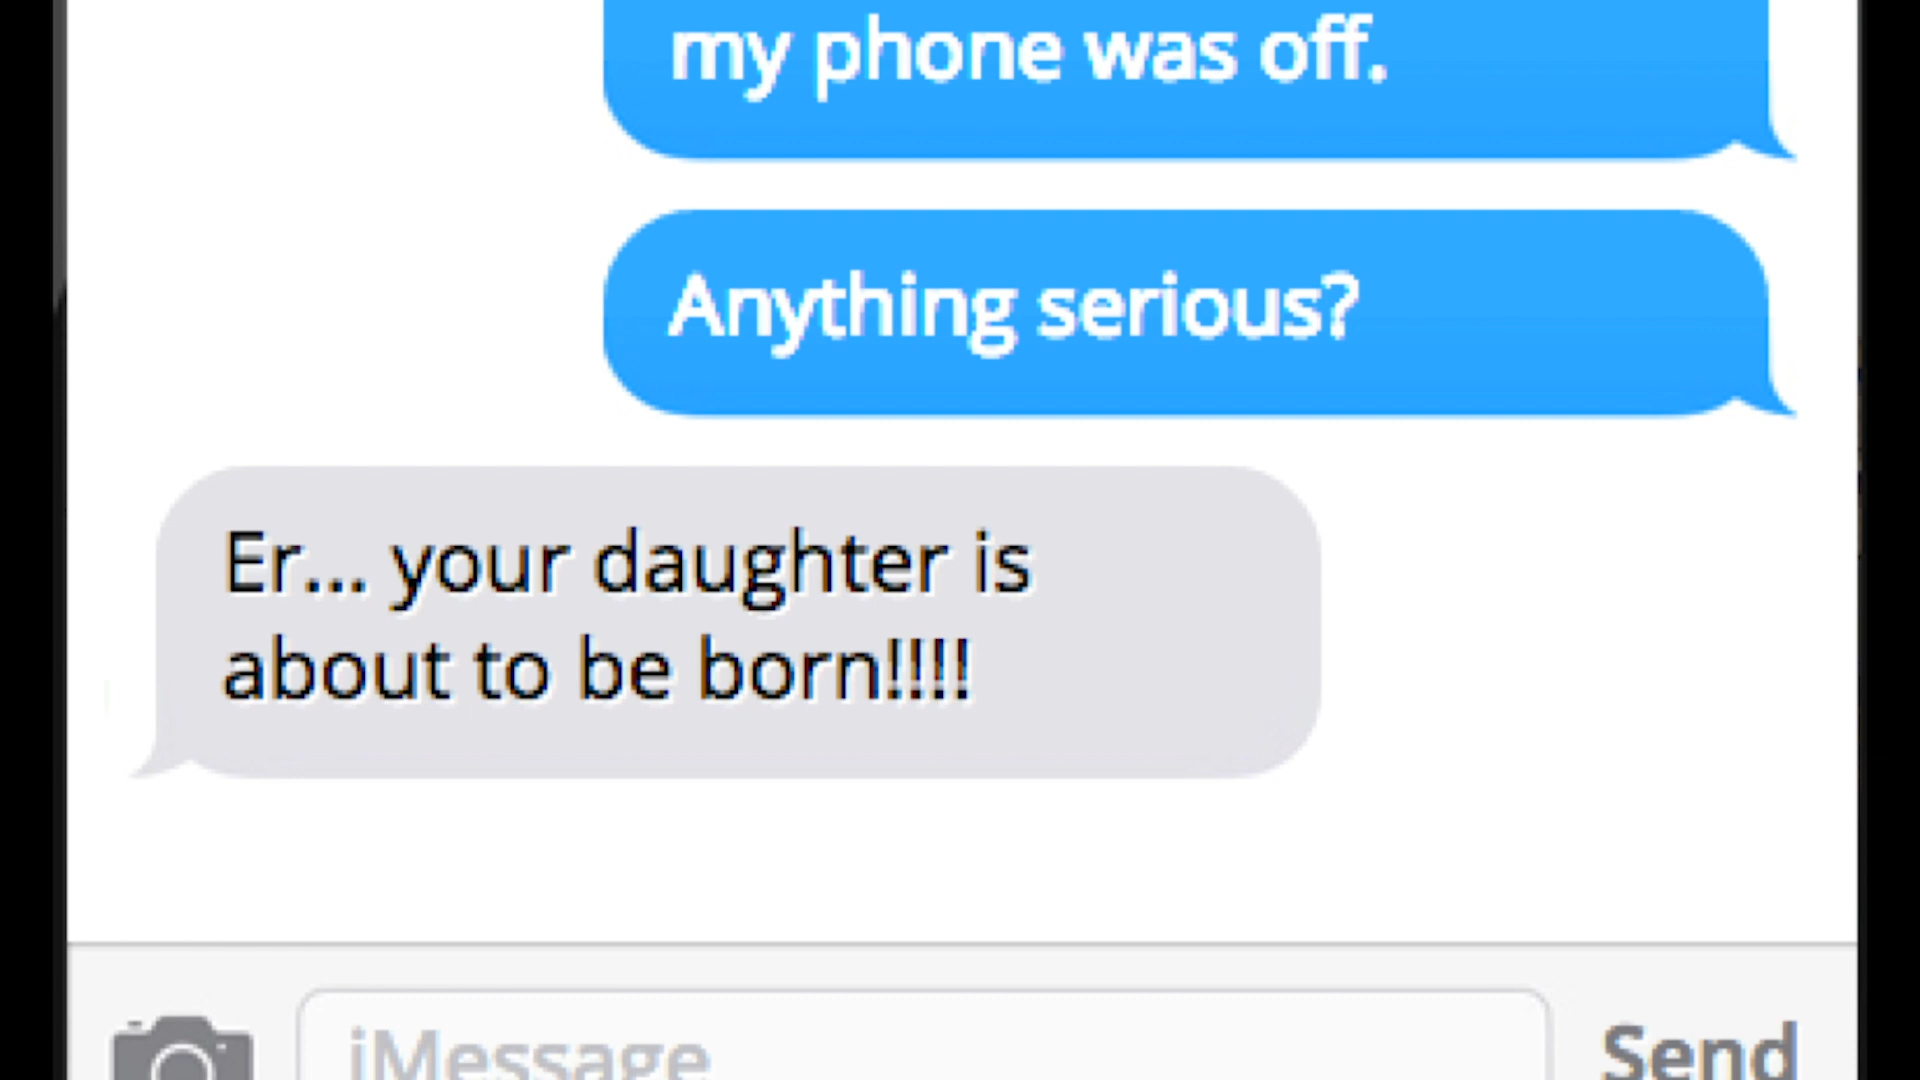 my phone was off.
Anything serious?
Er... your daughter is
about to be born!!!!
iMessage
Send